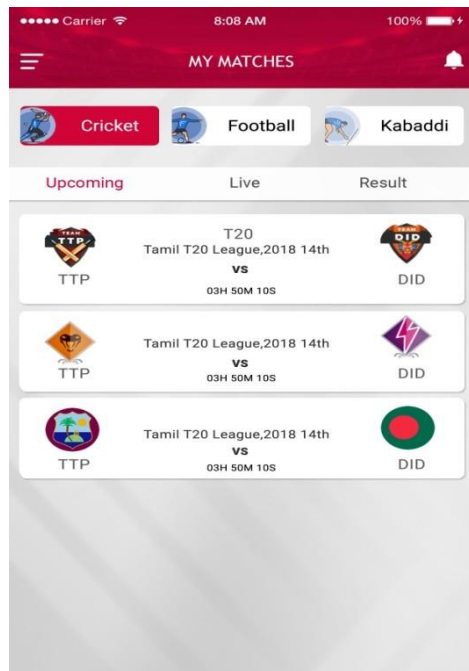 Carrier 8:08 AM 100%
MY MATCHES
Cricket Football Kabaddi
Upcoming Live Result
TEAM TTP TEAM DID
T20
Tamil T20 League,2018 14th
vs
TTP DID
03H 50M 10S
Tamil T20 League,2018 14th
vs
TTP DID
03H 50M 10S
Tamil T20 League,2018 14th
vs
TTP DID
03H 50M 10S